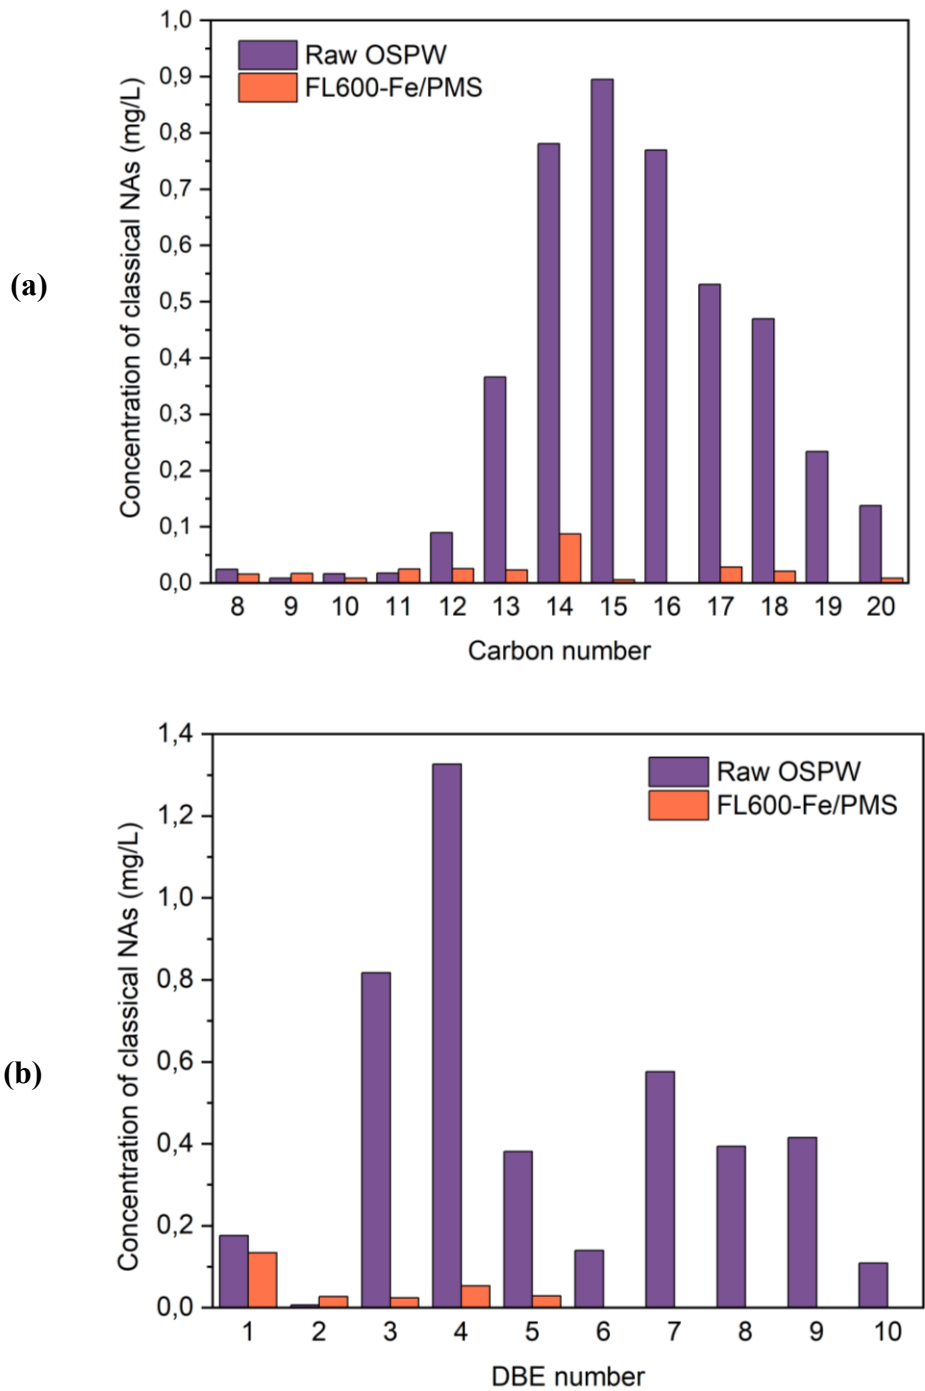 (a)
Concentration of classical NAs (mg/L)
1,0
0,9
0,8
0,7
0,6
0,5
0,4
0,3
0,2
0,1
0,0
Raw OSPW
FL600-Fe/PMS
8 9 10 11 12 13 14 15 16 17 18 19 20
Carbon number
(b)
Concentration of classical NAs (mg/L)
1,4
1,2
1,0
0,8
0,6
0,4
0,2
0,0
Raw OSPW
FL600-Fe/PMS
1 2 3 4 5 6 7 8 9 10
DBE number